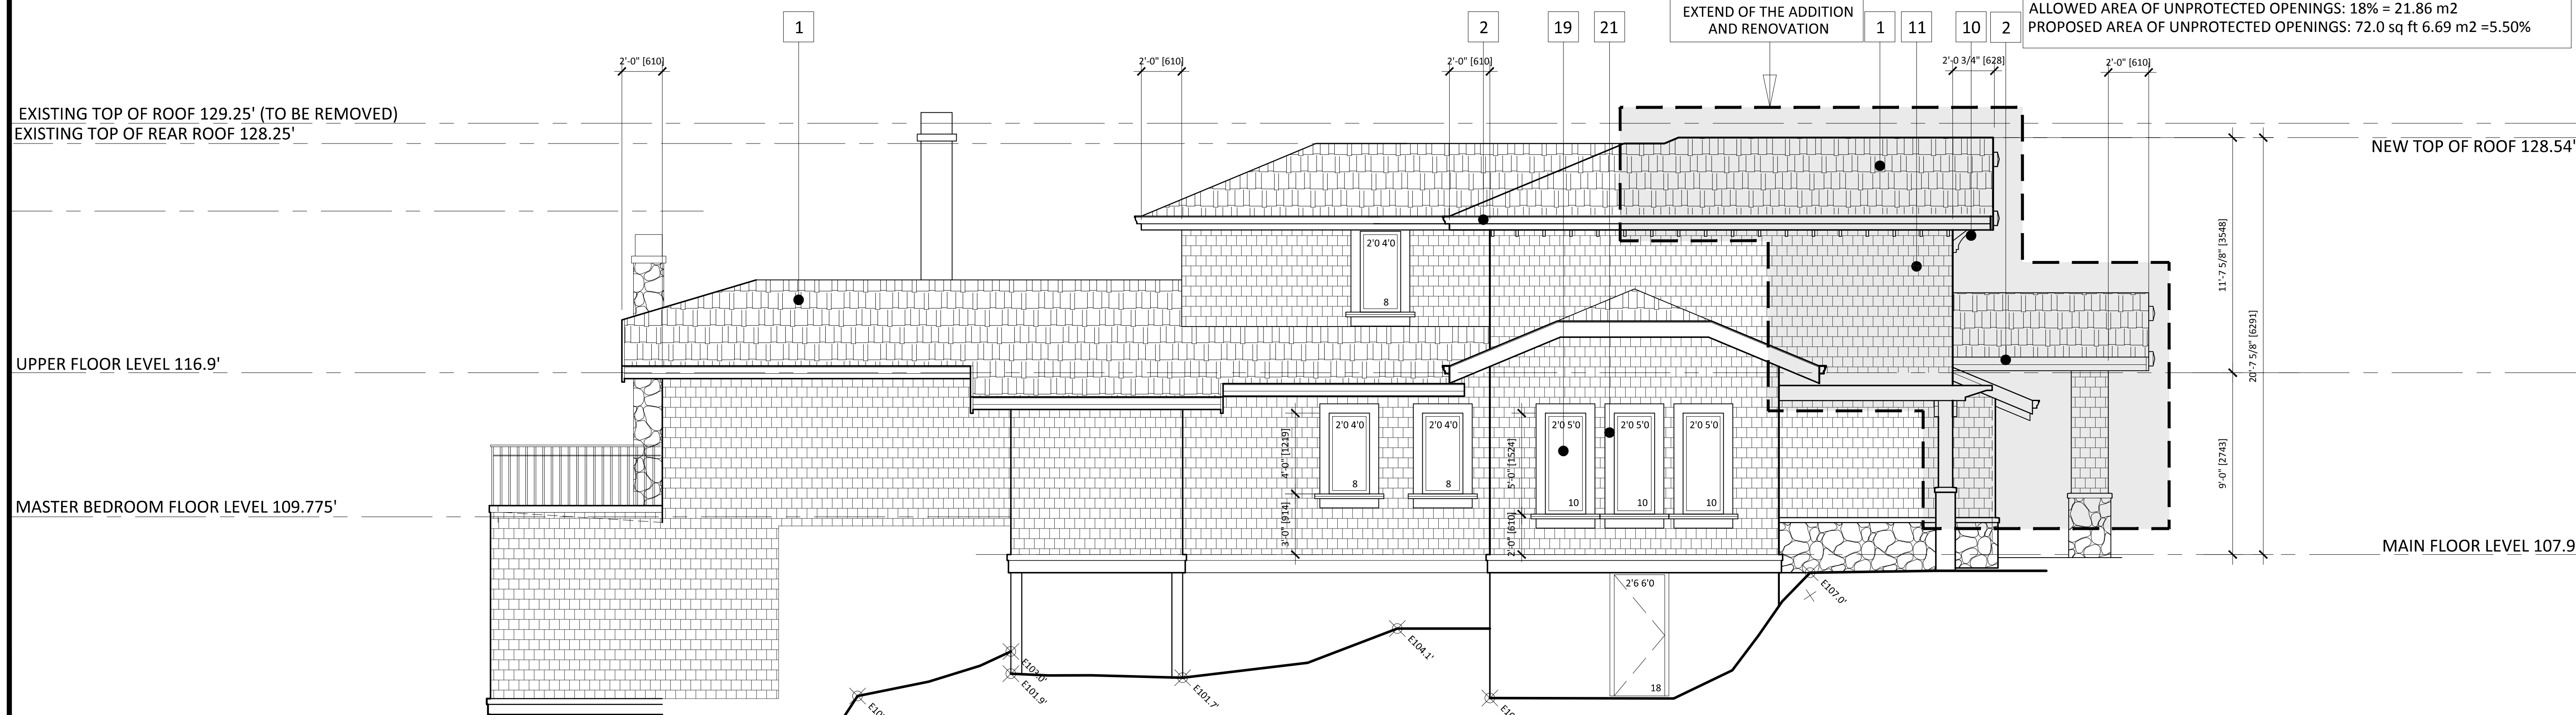 1
2
19
21
EXTEND OF THE ADDITION
AND RENOVATION
1
11
10
2
ALLOWED AREA OF UNPROTECTED OPENINGS: 18% = 21.86 m2
PROPOSED AREA OF UNPROTECTED OPENINGS: 72.0 sq ft 6.69 m2 =5.50%
2'-0" [610]
2'-0" [610]
2'-0" [610]
2'-0 3/4" [628]
2'-0" [610]
EXISTING TOP OF ROOF 129.25' (TO BE REMOVED)
EXISTING TOP OF REAR ROOF 128.25'
NEW TOP OF ROOF 128.54'
2'0 4'0
8
11'-7 5/8" [3548]
20'-7 5/8" [6291]
UPPER FLOOR LEVEL 116.9'
2'0 4'0
8
2'0 4'0
8
2'0 5'0
10
2'0 5'0
10
2'0 5'0
10
4'-0" [1219]
3'-0" [914]
5'-0" [1524]
2'-0" [610]
9'-0" [2743]
MASTER BEDROOM FLOOR LEVEL 109.775'
MAIN FLOOR LEVEL 107.9
2'6 6'0
18
E107.0'
E104.1'
E103.0'
E101.9'
E101.7'